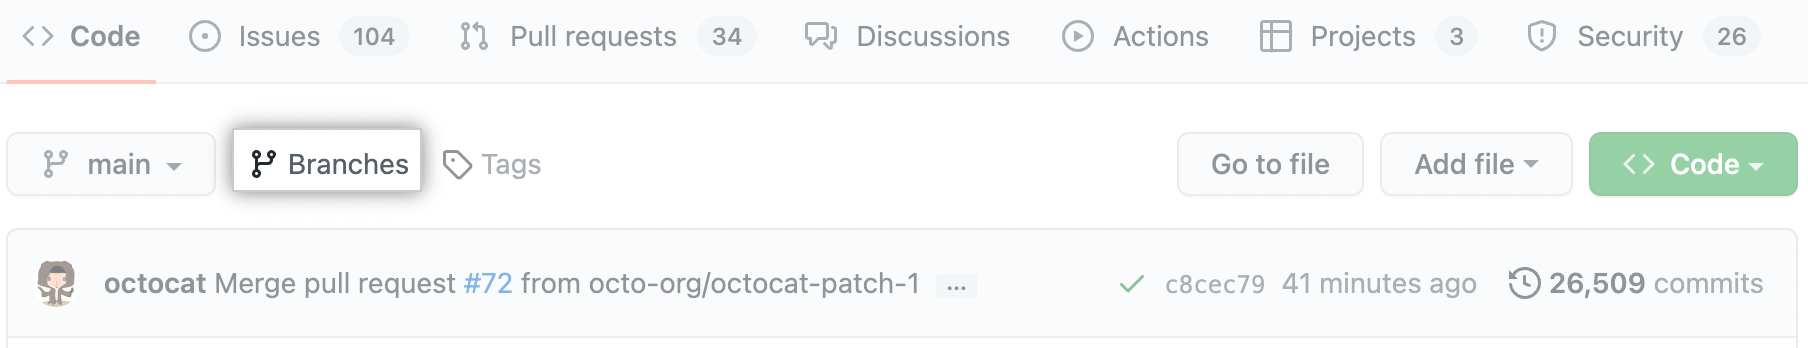 Code Issues 104 Pull requests 34 Discussions Actions Projects 3 Security 26
main Branches Tags Go to file Add file Code
octocat Merge pull request #72 from octo-org/octocat-patch-1 ... c8cec79 41 minutes ago 26,509 commits